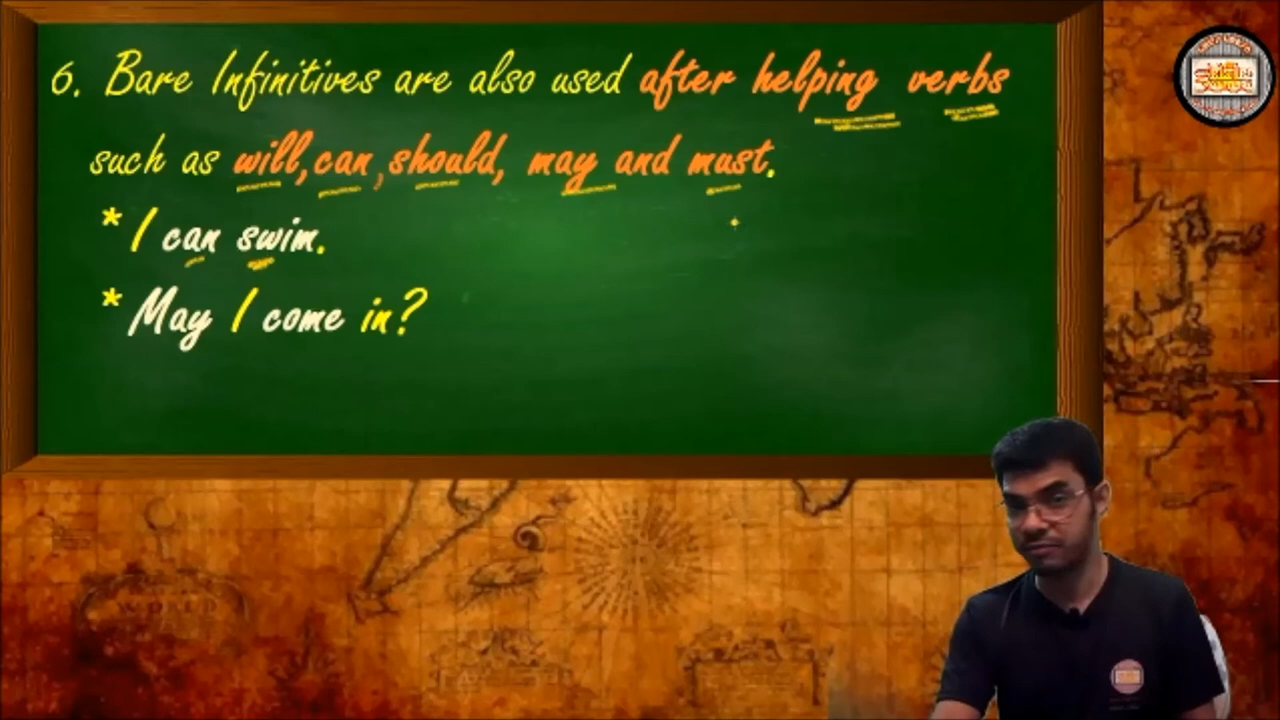 6. Bare Infinitives are also used after helping verbs
such as will, can, should, may and must.
* I can swim.
* May I come in?
WORLD